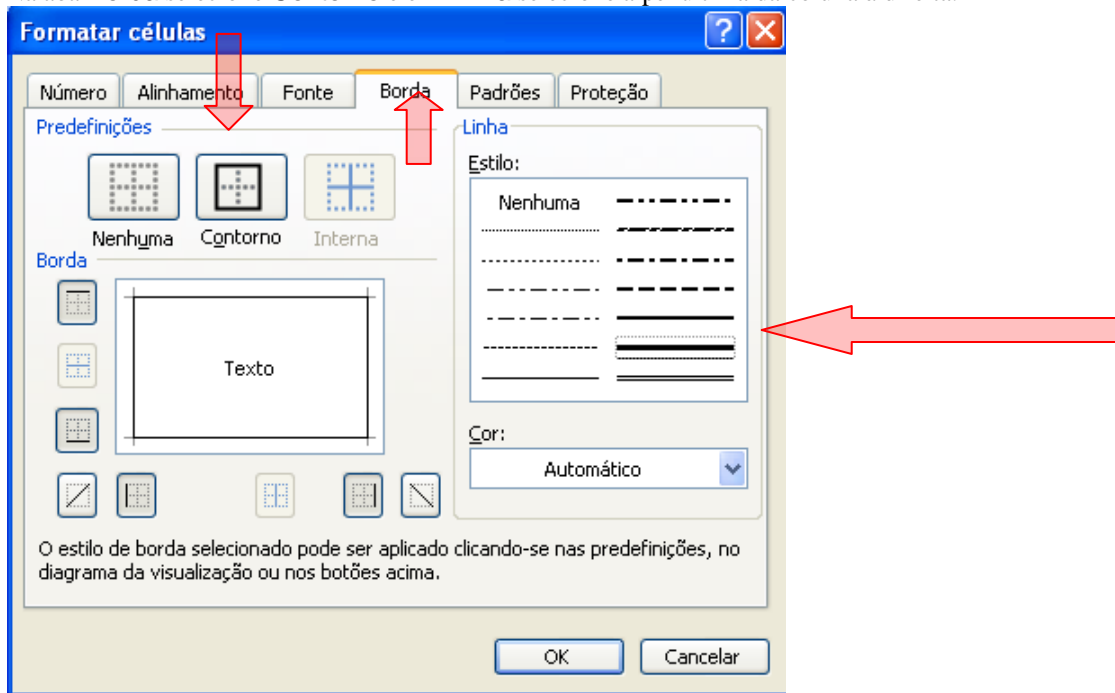 Formatar células
Número Alinhamento Fonte Borda Padrões Proteção
Predefinições
Nenhuma Contorno Interna
Borda
Texto
Linha
Estilo:
Nenhuma
Cor:
Automático
O estilo de borda selecionado pode ser aplicado clicando-se nas predefinições, no
diagrama da visualização ou nos botões acima.
OK Cancelar